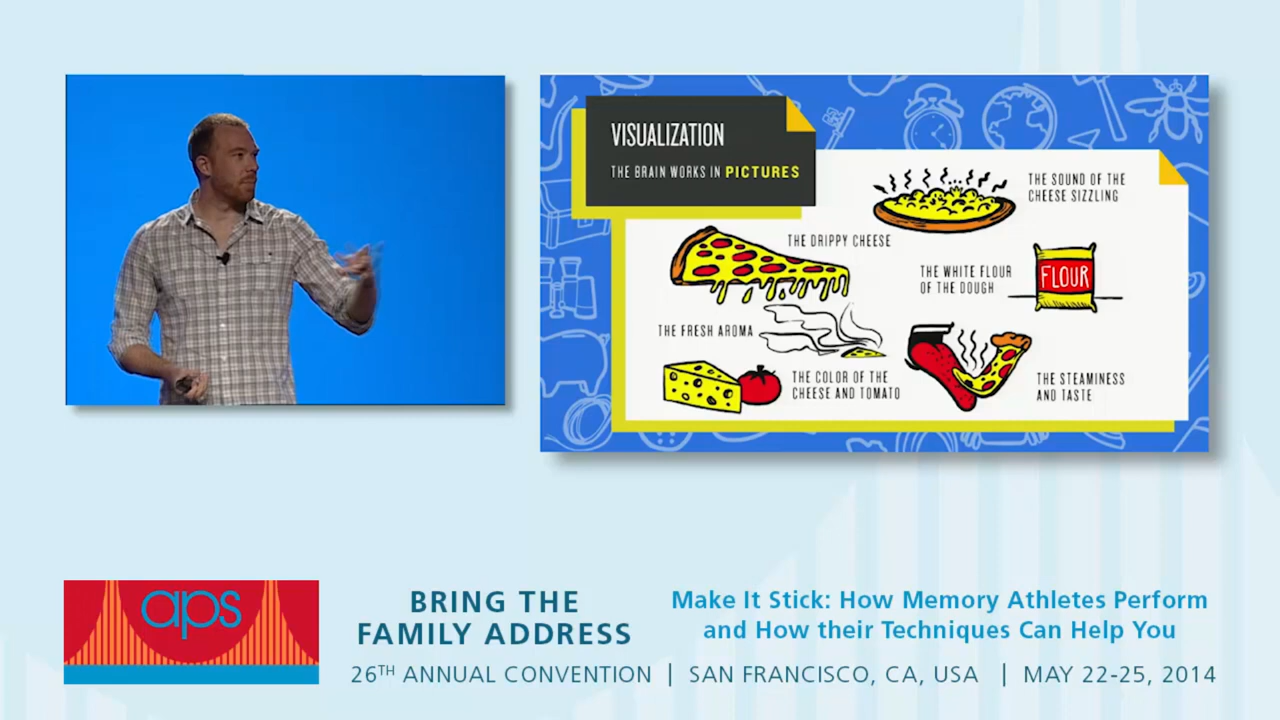 VISUALIZATION
THE BRAIN WORKS IN PICTURES
THE SOUND OF THE
CHEESE SIZZLING
THE DRIPPY CHEESE
THE WHITE FLOUR
OF THE DOUGH
FLOUR
THE FRESH AROMA
THE COLOR OF THE
CHEESE AND TOMATO
THE STEAMINESS
AND TASTE
aps
BRING THE
FAMILY ADDRESS
Make It Stick: How Memory Athletes Perform
and How their Techniques Can Help You
26TH ANNUAL CONVENTION | SAN FRANCISCO, CA, USA | MAY 22-25, 2014